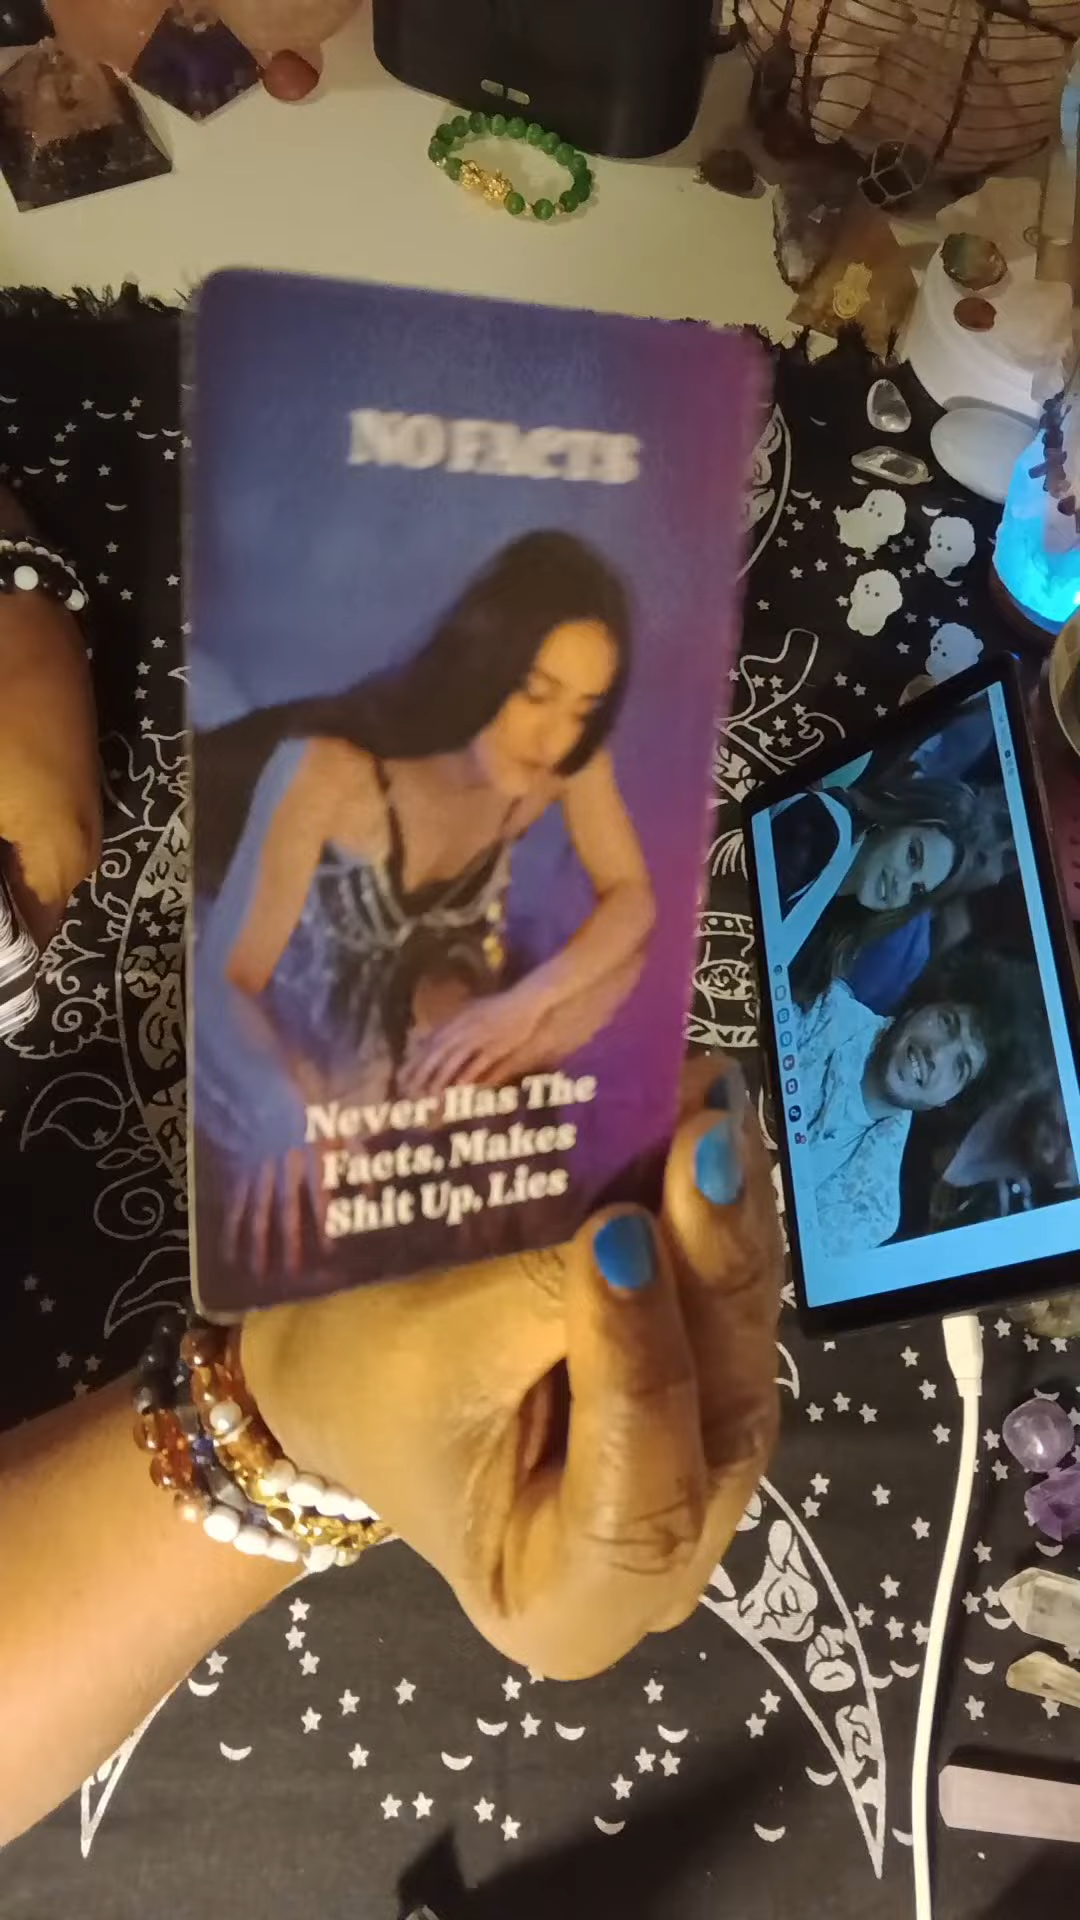 NO FACTS
Never Has The
Facts, Makes
Shit Up, Lies